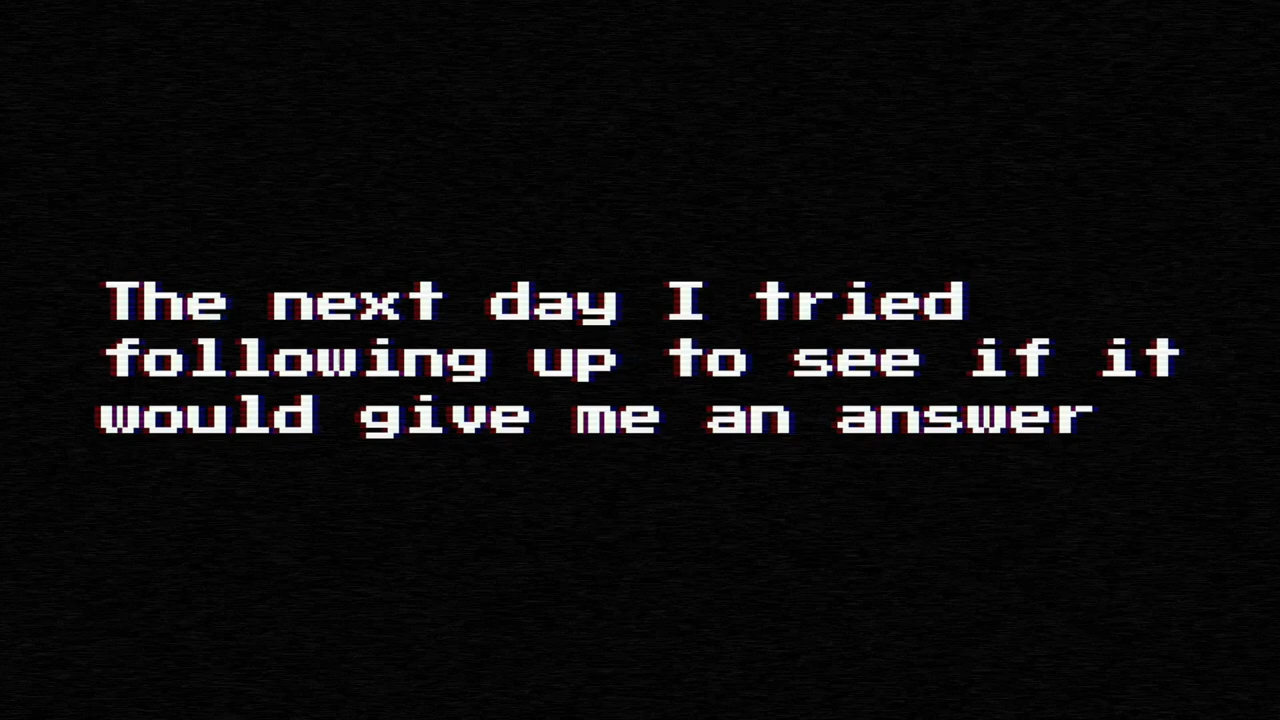 The next day I tried
following up to see if it
would give me an answer